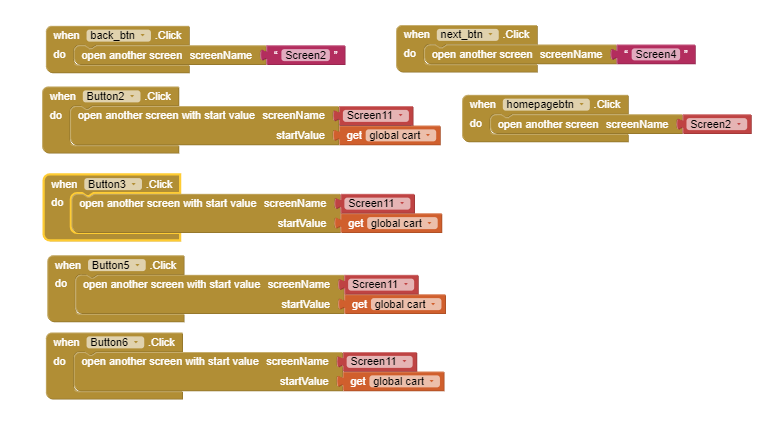 when back_btn .Click
do open another screen screenName " Screen2 "
when next_btn .Click
do open another screen screenName " Screen4 "
when Button2 .Click
do open another screen with start value screenName Screen11
startValue get global cart
when homepagebtn .Click
do open another screen screenName Screen2
when Button3 .Click
do open another screen with start value screenName Screen11
startValue get global cart
when Button5 .Click
do open another screen with start value screenName Screen11
startValue get global cart
when Button6 .Click
do open another screen with start value screenName Screen11
startValue get global cart